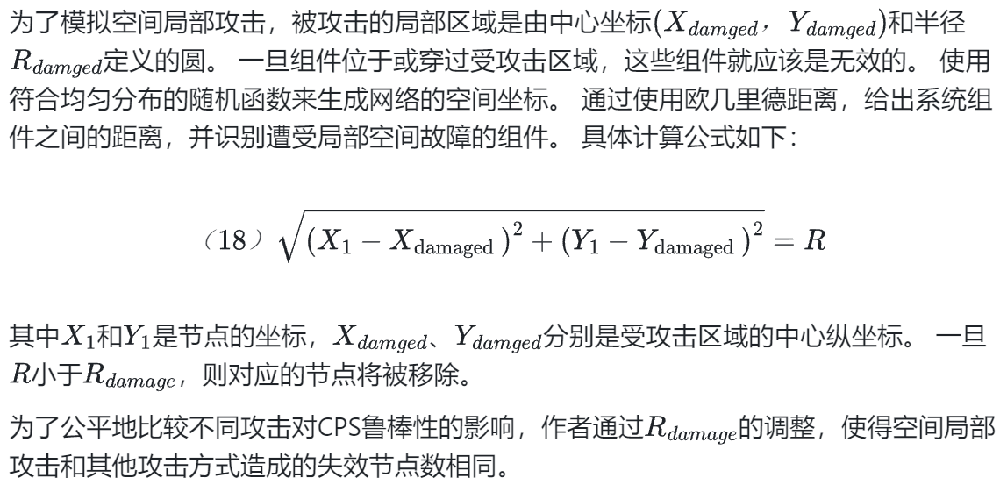 为了模拟空间局部攻击，被攻击的局部区域是由中心坐标(X_{damged}，Y_{damged})和半径
R_{damged}定义的圆。 一旦组件位于或穿过受攻击区域，这些组件就应该是无效的。 使用
符合均匀分布的随机函数来生成网络的空间坐标。 通过使用欧几里德距离，给出系统组
件之间的距离，并识别遭受局部空间故障的组件。 具体计算公式如下：
（18）\sqrt{(X_1 - X_{damaged})^2 + (Y_1 - Y_{damaged})^2} = R
其中X_1和Y_1是节点的坐标，X_{damged}、Y_{damged}分别是受攻击区域的中心纵坐标。 一旦
R小于R_{damage}，则对应的节点将被移除。
为了公平地比较不同攻击对CPS鲁棒性的影响，作者通过R_{damage}的调整，使得空间局部
攻击和其他攻击方式造成的失效节点数相同。